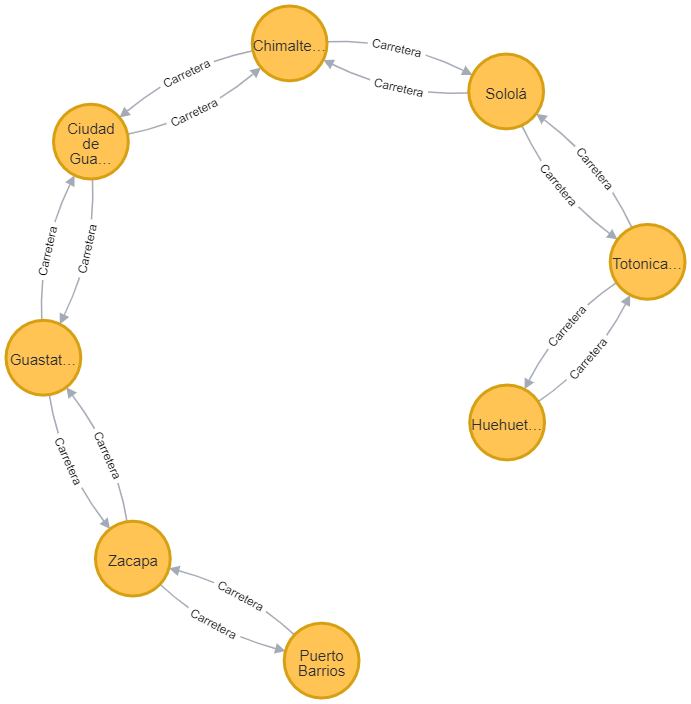 Chimalte...
Carretera
Carretera
Carretera
Carretera
Sololá
Ciudad
de
Gua...
Carretera
Carretera
Carretera
Carretera
Totonica...
Guastat...
Carretera
Carretera
Huehuet...
Carretera
Carretera
Zacapa
Carretera
Carretera
Puerto
Barrios